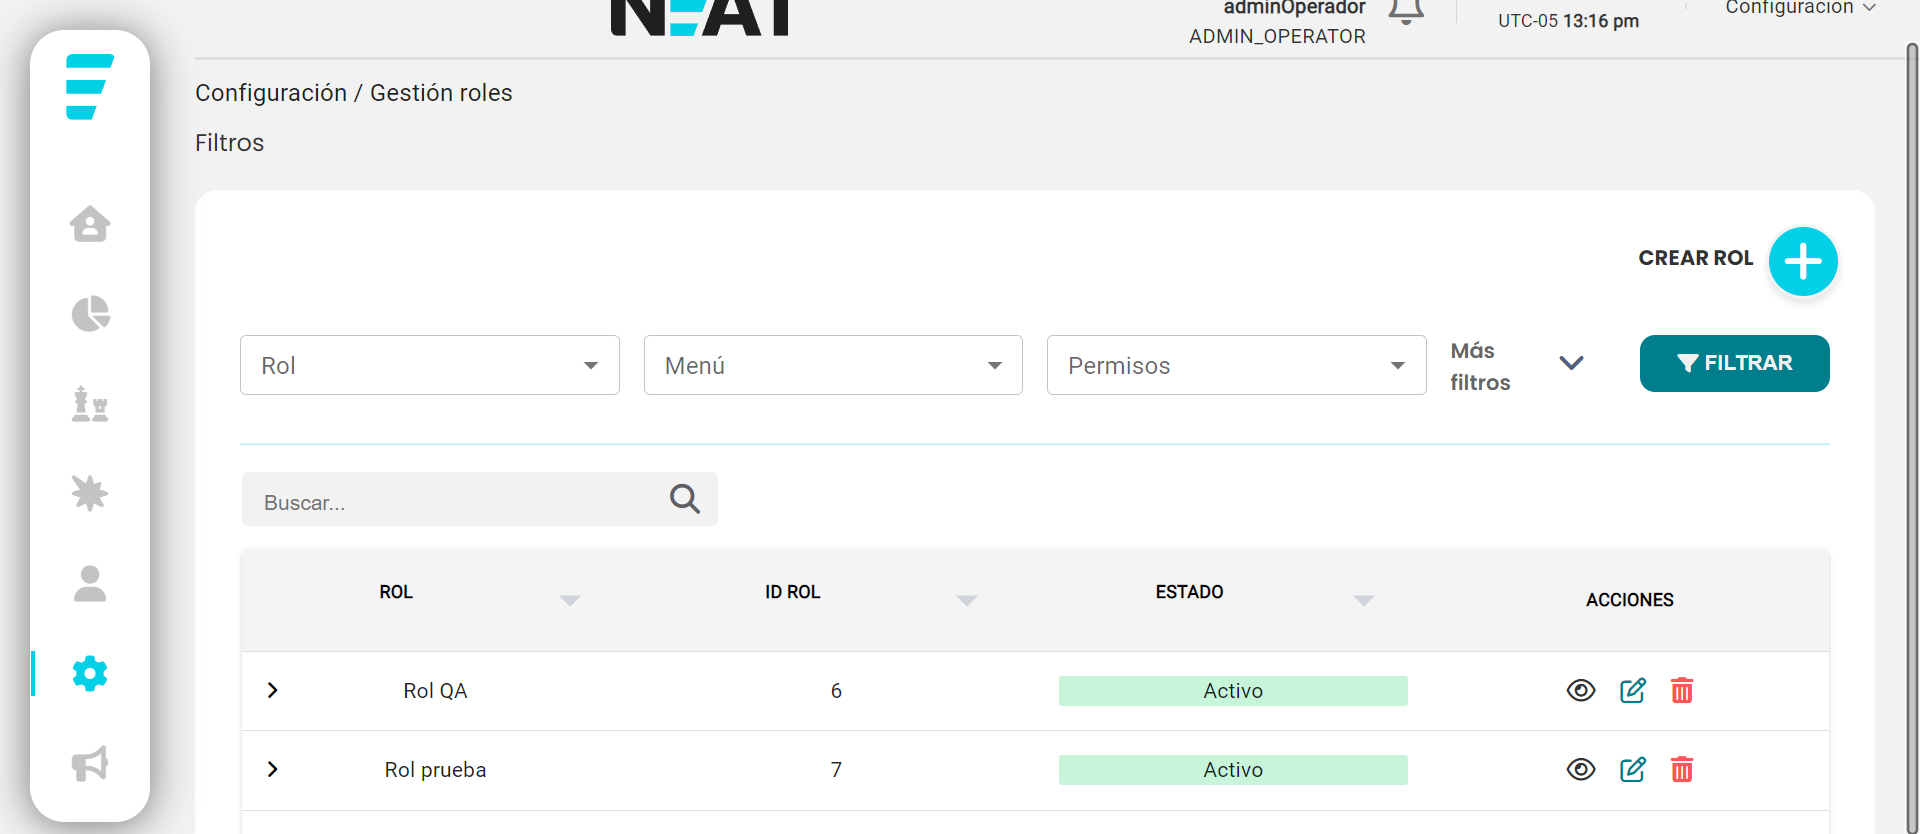 NEAT
adminOperador
ADMIN_OPERATOR
UTC-05 13:16 pm
Configuración
Configuración / Gestión roles
Filtros
CREAR ROL
Rol
Menú
Permisos
Más
filtros
FILTRAR
Buscar...
ROL ID ROL ESTADO ACCIONES
Rol QA 6 Activo
Rol prueba 7 Activo